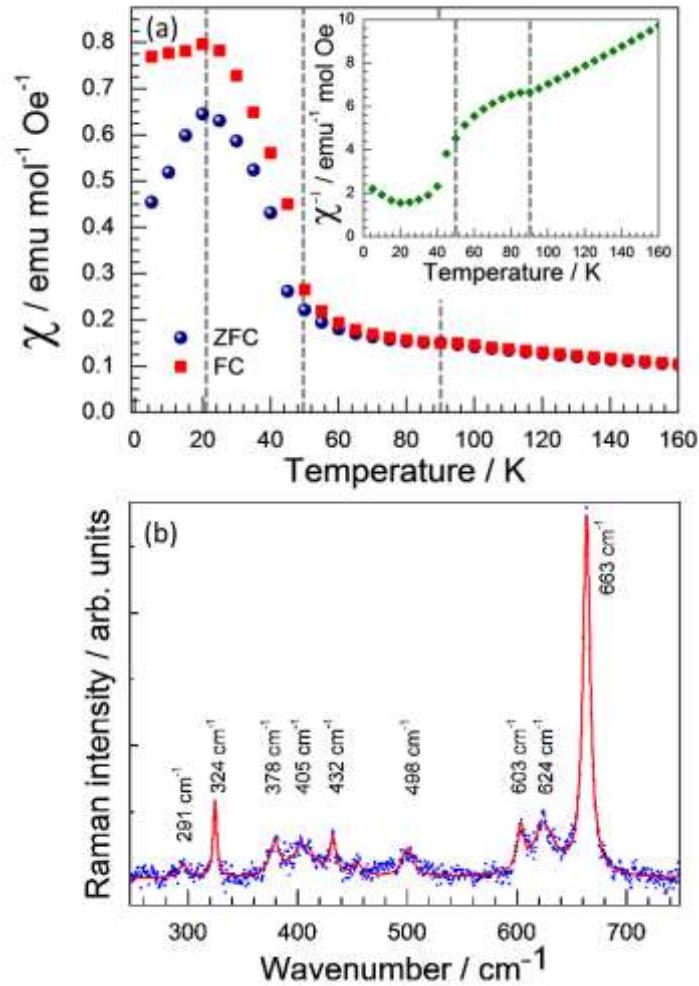 (a)
χ / emu mol⁻¹ Oe⁻¹
0.8
0.7
0.6
0.5
0.4
0.3
0.2
0.1
0.0
ZFC
FC
0 20 40 60 80 100 120 140 160
Temperature / K
χ⁻¹ / emu⁻¹ mol Oe
10
8
6
4
2
0
0 20 40 60 80 100 120 140 160
Temperature / K
(b)
Raman intensity / arb. units
291 cm⁻¹
324 cm⁻¹
378 cm⁻¹
405 cm⁻¹
432 cm⁻¹
498 cm⁻¹
603 cm⁻¹
624 cm⁻¹
663 cm⁻¹
300 400 500 600 700
Wavenumber / cm⁻¹